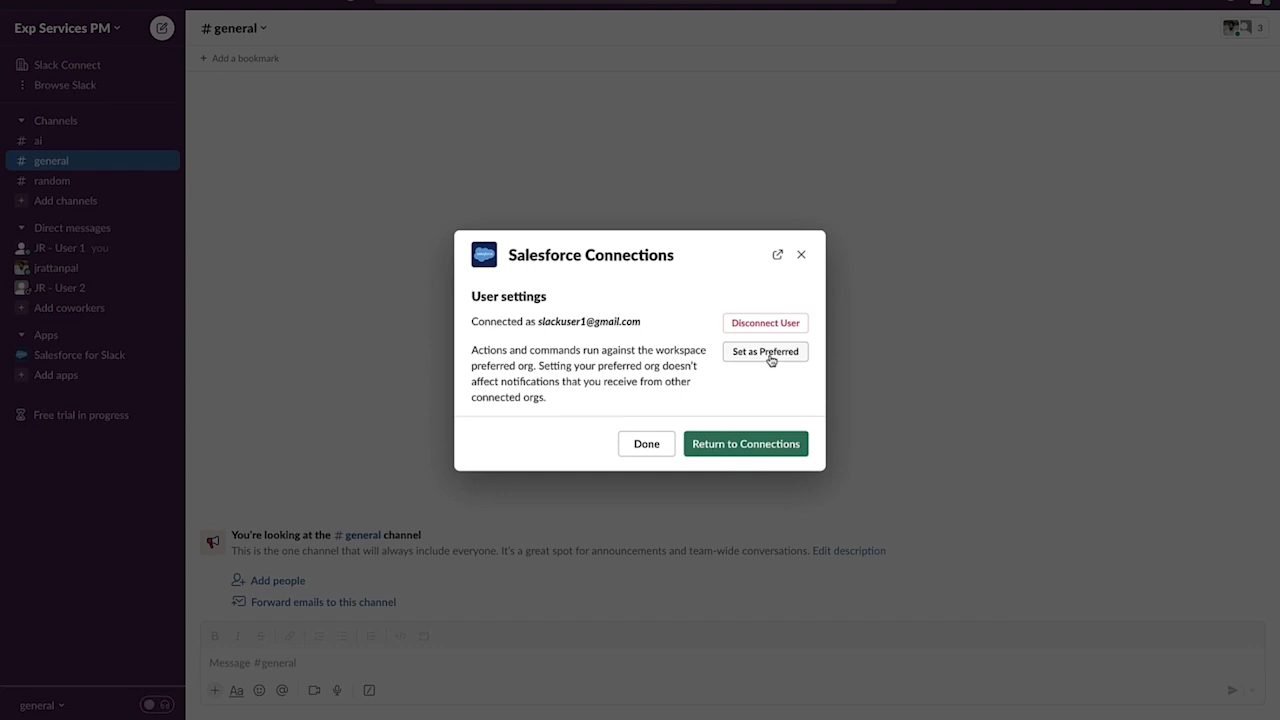 Exp Services PM
# general
3
Slack Connect
Browse Slack
+ Add a bookmark
Channels
# ai
# general
# random
+ Add channels
Direct messages
JR - User 1 you
jrattanpal
JR - User 2
+ Add coworkers
Apps
Salesforce for Slack
+ Add apps
Free trial in progress
Salesforce Connections
User settings
Connected as slackuser1@gmail.com
Disconnect User
Actions and commands run against the workspace
preferred org. Setting your preferred org doesn't
affect notifications that you receive from other
connected orgs.
Set as Preferred
Done
Return to Connections
You're looking at the # general channel
This is the one channel that will always include everyone. It's a great spot for announcements and team-wide conversations. Edit description
Add people
Forward emails to this channel
B I S
Message #general
+ Aa @
general